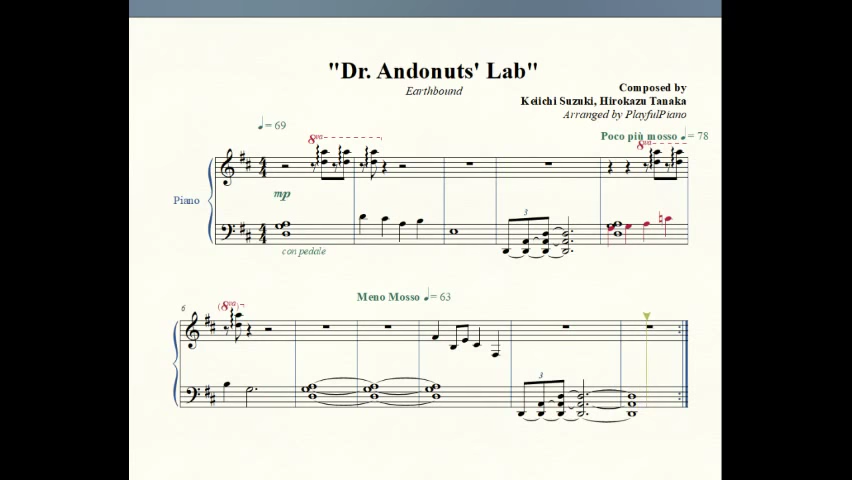 "Dr. Andonuts' Lab"
Earthbound
Composed by
Keiichi Suzuki, Hirokazu Tanaka
Arranged by PlayfulPiano
♩= 69
8va
Poco più mosso ♩= 78
8va
mp
Piano
3
con pedale
6
(8va)
Meno Mosso ♩= 63
3